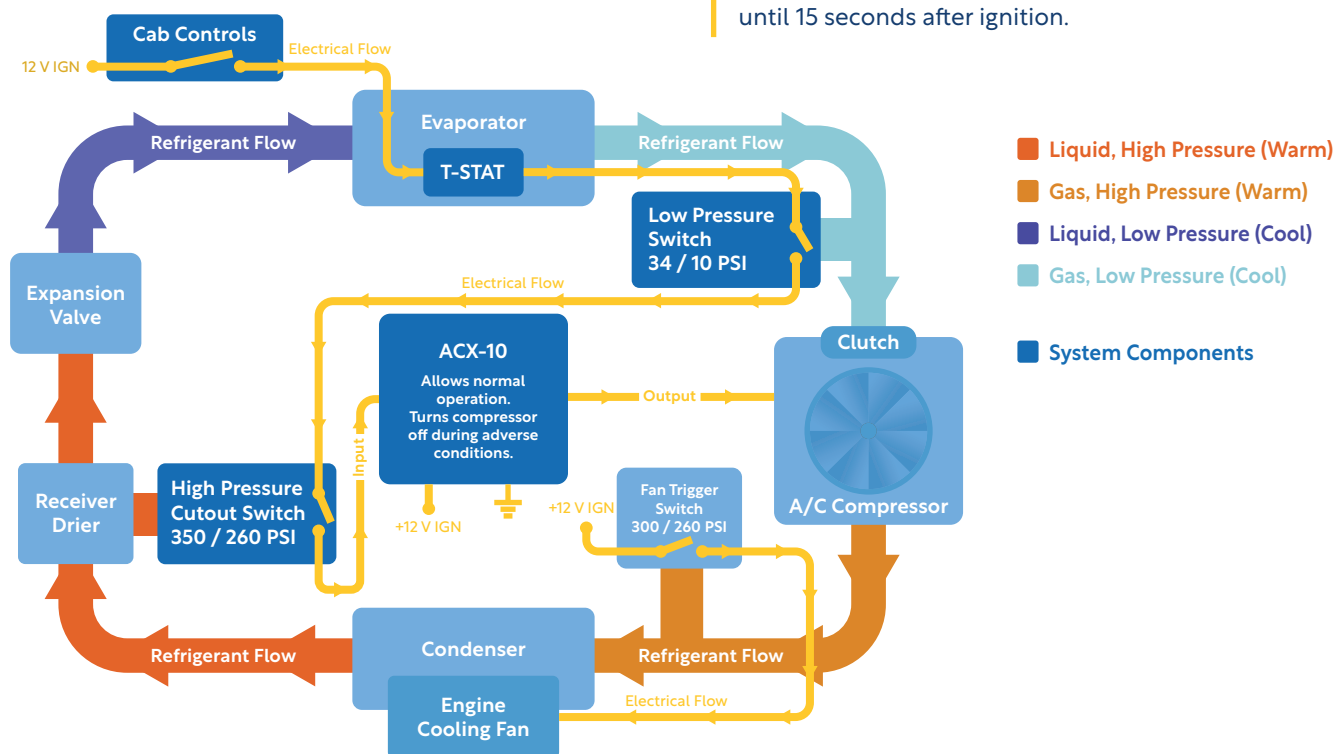 until 15 seconds after ignition.
Cab Controls
12 V IGN
Electrical Flow
Evaporator
T-STAT
Refrigerant Flow
Refrigerant Flow
Low Pressure
Switch
34 / 10 PSI
Expansion
Valve
Electrical Flow
ACX-10
Allows normal
operation.
Turns compressor
off during adverse
conditions.
Input
Output
+12 V IGN
Clutch
A/C Compressor
Receiver
Drier
High Pressure
Cutout Switch
350 / 260 PSI
Fan Trigger
Switch
300 / 260 PSI
+12 V IGN
Refrigerant Flow
Condenser
Refrigerant Flow
Engine
Cooling Fan
Electrical Flow
Liquid, High Pressure (Warm)
Gas, High Pressure (Warm)
Liquid, Low Pressure (Cool)
Gas, Low Pressure (Cool)
System Components